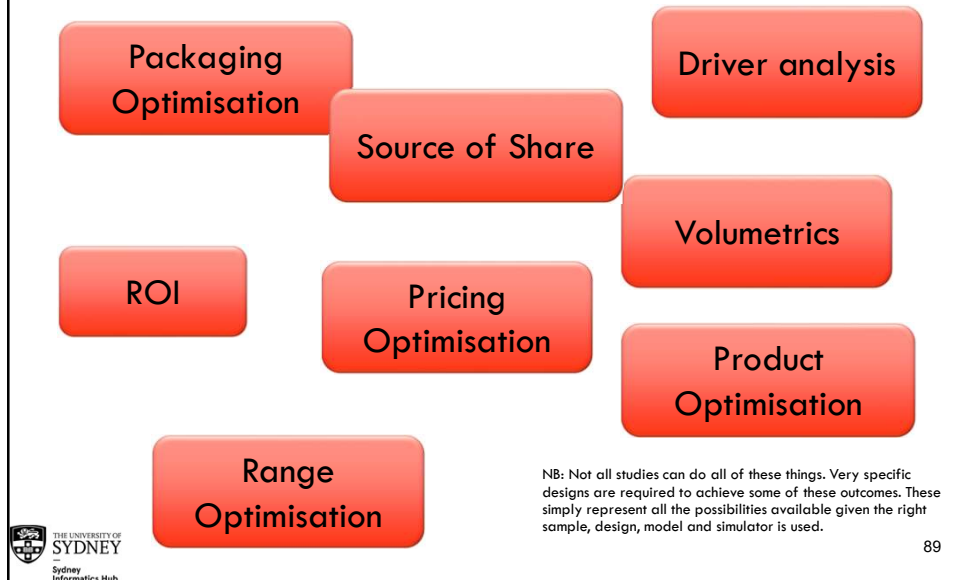 Packaging
Optimisation
Driver analysis
Source of Share
Volumetrics
ROI
Pricing
Optimisation
Product
Optimisation
Range
Optimisation
NB: Not all studies can do all of these things. Very specific
designs are required to achieve some of these outcomes. These
simply represent all the possibilities available given the right
sample, design, model and simulator is used.
THE UNIVERSITY OF
SYDNEY
Sydney
Informatics Hub
89